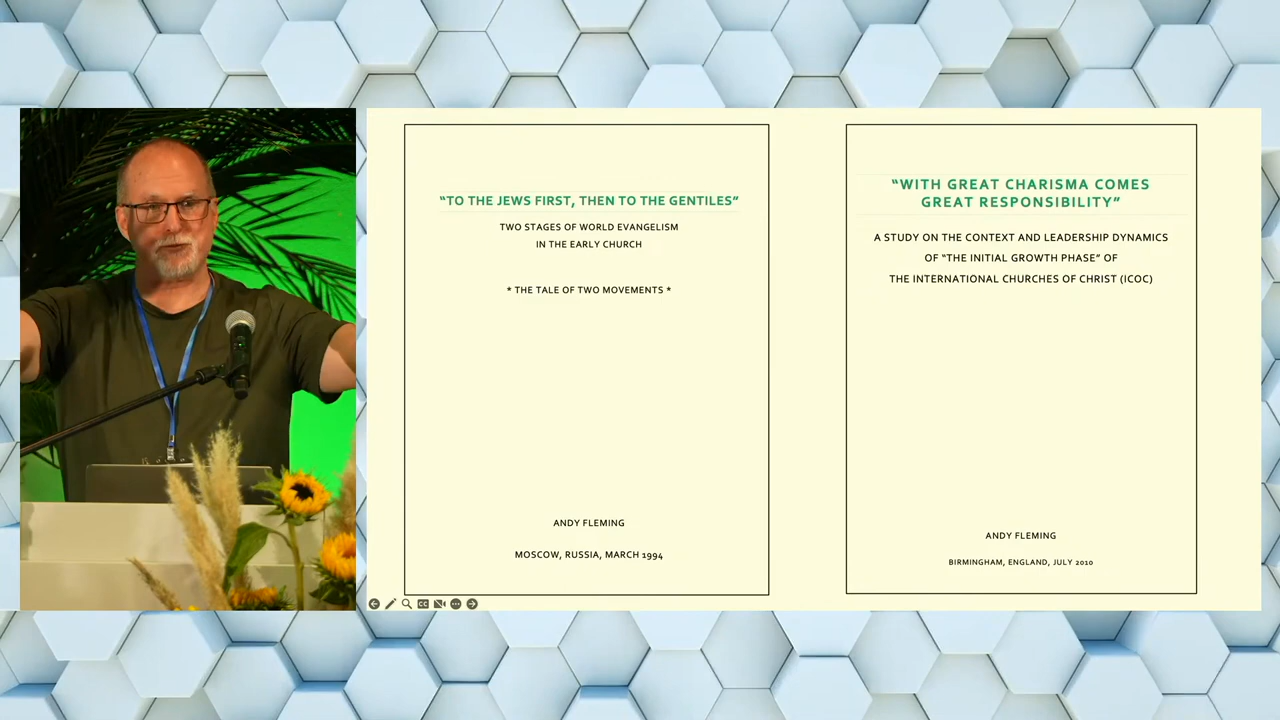 “TO THE JEWS FIRST, THEN TO THE GENTILES”
TWO STAGES OF WORLD EVANGELISM
IN THE EARLY CHURCH
* THE TALE OF TWO MOVEMENTS *
ANDY FLEMING
MOSCOW, RUSSIA, MARCH 1994
“WITH GREAT CHARISMA COMES
GREAT RESPONSIBILITY”
A STUDY ON THE CONTEXT AND LEADERSHIP DYNAMICS
OF “THE INITIAL GROWTH PHASE” OF
THE INTERNATIONAL CHURCHES OF CHRIST (ICOC)
ANDY FLEMING
BIRMINGHAM, ENGLAND, JULY 2010